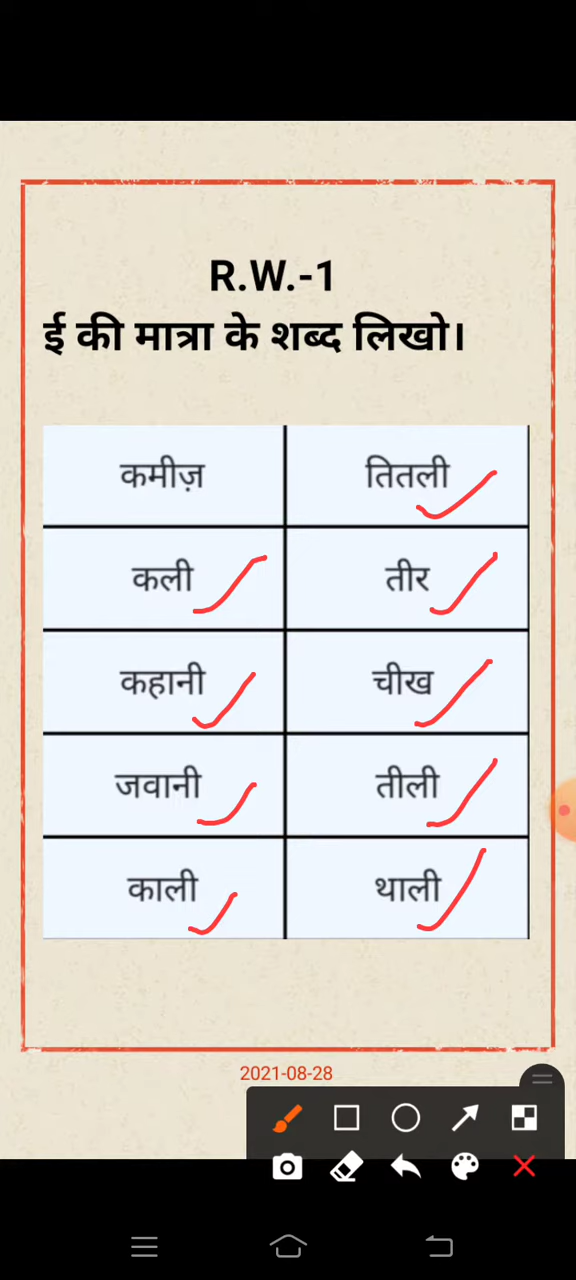 R.W.-1
ई की मात्रा के शब्द लिखो।
कमीज़ तितली
कली तीर
कहानी चीख
जवानी तीली
काली थाली
2021-08-28